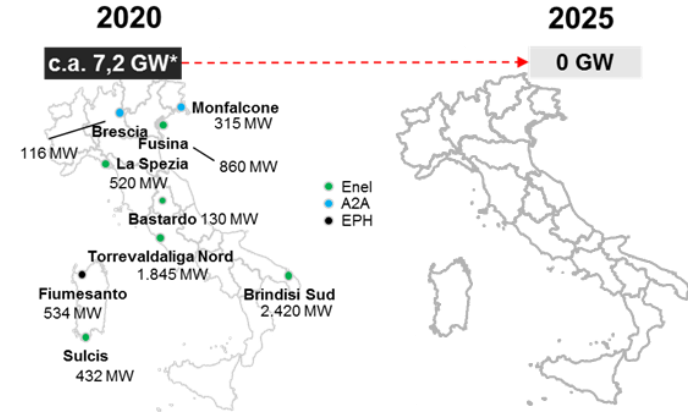 2020
2025
c.a. 7,2 GW*
0 GW
Monfalcone
315 MW
Brescia
116 MW
Fusina
860 MW
La Spezia
520 MW
Enel
A2A
EPH
Bastardo 130 MW
Torrevaldaliga Nord
1.845 MW
Fiumesanto
534 MW
Brindisi Sud
2.420 MW
Sulcis
432 MW